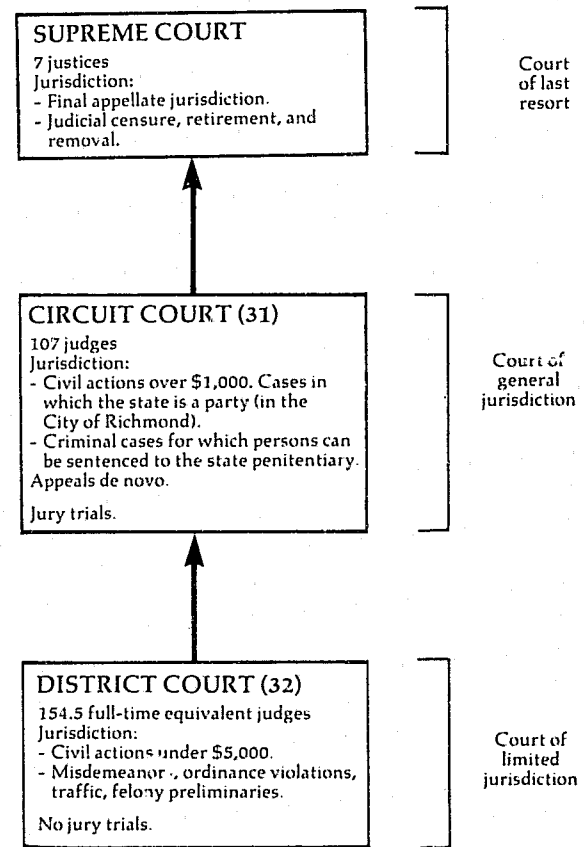 SUPREME COURT
7 justices
Jurisdiction:
- Final appellate jurisdiction.
- Judicial censure, retirement, and
removal.
Court
of last
resort
CIRCUIT COURT (31)
107 judges
Jurisdiction:
- Civil actions over $1,000. Cases in
which the state is a party (in the
City of Richmond).
- Criminal cases for which persons can
be sentenced to the state penitentiary.
Appeals de novo.
Jury trials.
Court of
general
jurisdiction
DISTRICT COURT (32)
154.5 full-time equivalent judges
Jurisdiction:
- Civil actions under $5,000.
- Misdemeanor, ordinance violations,
traffic, felony preliminaries.
No jury trials.
Court of
limited
jurisdiction